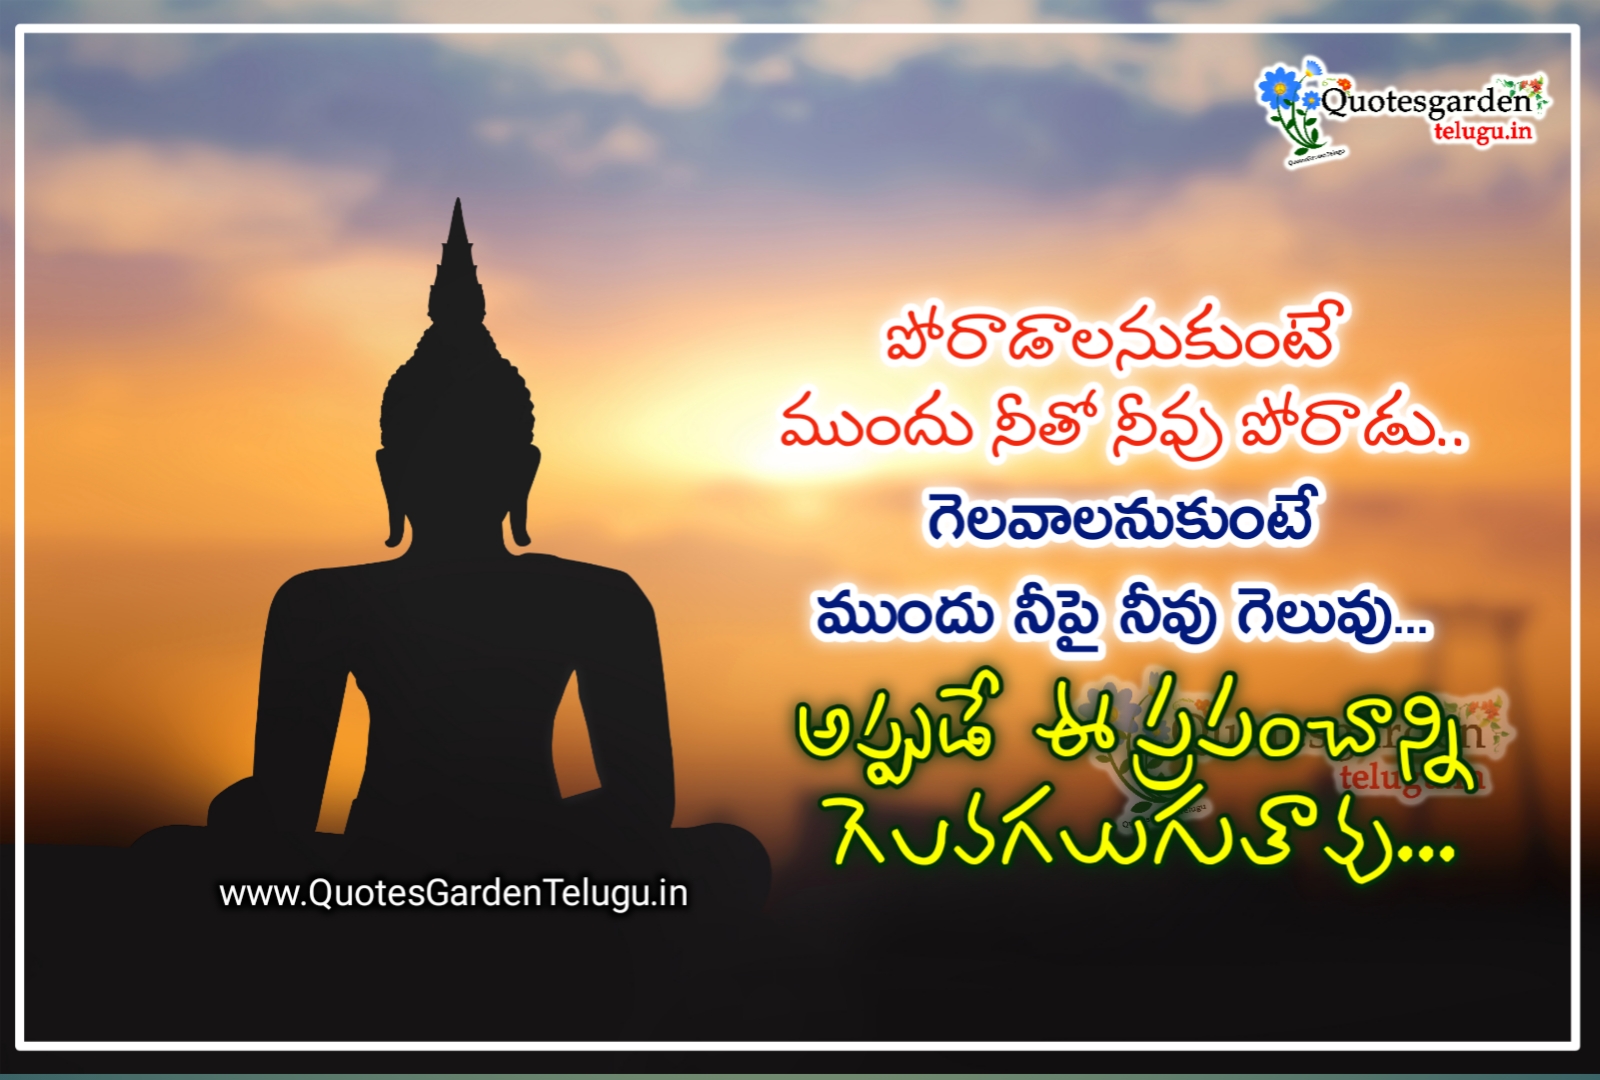 Quotesgarden
telugu.in
పోరాడాలనుకుంటే
ముందు నీతో నీవు పోరాడు..
గెలవాలనుకుంటే
ముందు నీపై నీవు గెలువు...
అప్పుడే ఈ ప్రపంచాన్ని
గెలవగలుగుతావు...
www.QuotesGardenTelugu.in